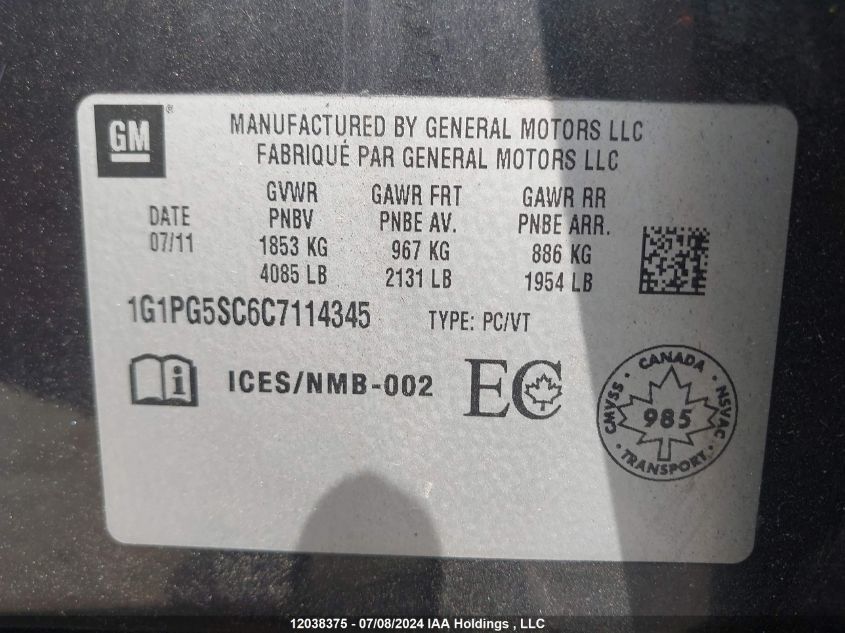 GM ®
MANUFACTURED BY GENERAL MOTORS LLC
FABRIQUÉ PAR GENERAL MOTORS LLC
GVWR GAWR FRT GAWR RR
DATE PNBV PNBE AV. PNBE ARR.
07/11 1853 KG 967 KG 886 KG
4085 LB 2131 LB 1954 LB
1G1PG5SC6C7114345 TYPE: PC/VT
i ICES/NMB-002 EC
CANADA
CMVSS 985 NSVAC
TRANSPORT
12038375 - 07/08/2024 IAA Holdings , LLC